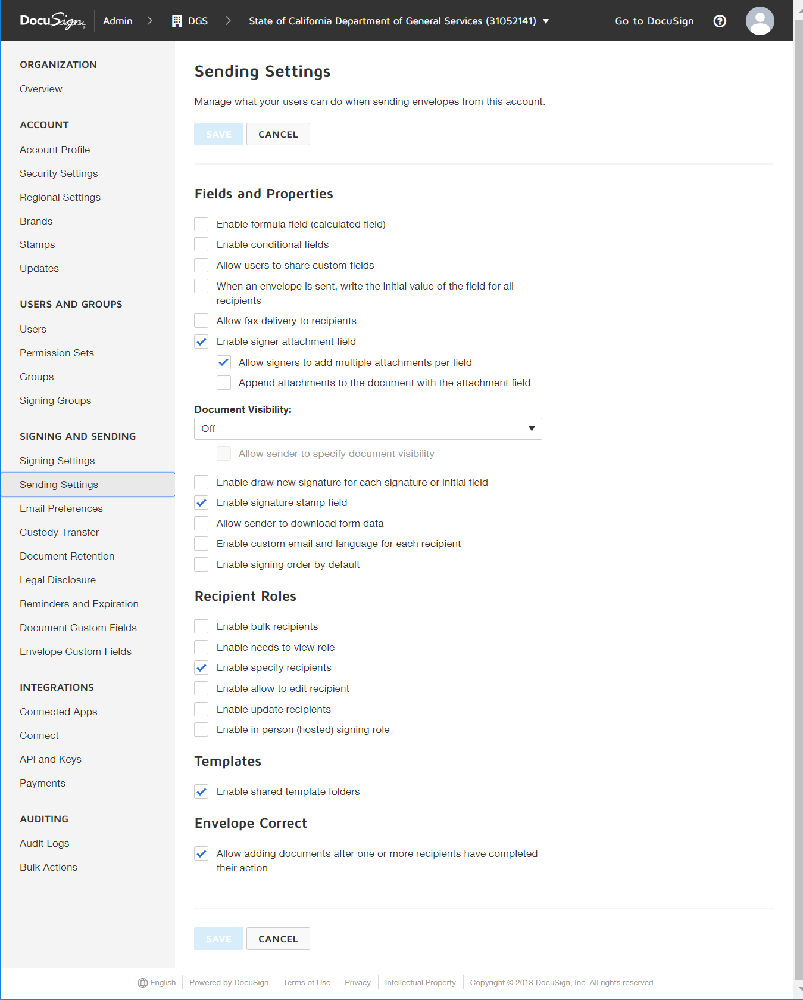 DocuSign Admin DGS State of California Department of General Services (31052141) Go to DocuSign ?
ORGANIZATION
Overview
ACCOUNT
Account Profile
Security Settings
Regional Settings
Brands
Stamps
Updates
USERS AND GROUPS
Users
Permission Sets
Groups
Signing Groups
SIGNING AND SENDING
Signing Settings
Sending Settings
Email Preferences
Custody Transfer
Document Retention
Legal Disclosure
Reminders and Expiration
Document Custom Fields
Envelope Custom Fields
INTEGRATIONS
Connected Apps
Connect
API and Keys
Payments
AUDITING
Audit Logs
Bulk Actions
Sending Settings
Manage what your users can do when sending envelopes from this account.
SAVE CANCEL
Fields and Properties
Enable formula field (calculated field)
Enable conditional fields
Allow users to share custom fields
When an envelope is sent, write the initial value of the field for all
recipients
Allow fax delivery to recipients
Enable signer attachment field
Allow signers to add multiple attachments per field
Append attachments to the document with the attachment field
Document Visibility:
Off
Allow sender to specify document visibility
Enable draw new signature for each signature or initial field
Enable signature stamp field
Allow sender to download form data
Enable custom email and language for each recipient
Enable signing order by default
Recipient Roles
Enable bulk recipients
Enable needs to view role
Enable specify recipients
Enable allow to edit recipient
Enable update recipients
Enable in person (hosted) signing role
Templates
Enable shared template folders
Envelope Correct
Allow adding documents after one or more recipients have completed
their action
SAVE CANCEL
English Powered by DocuSign Terms of Use Privacy Intellectual Property Copyright © 2018 DocuSign, Inc. All rights reserved.